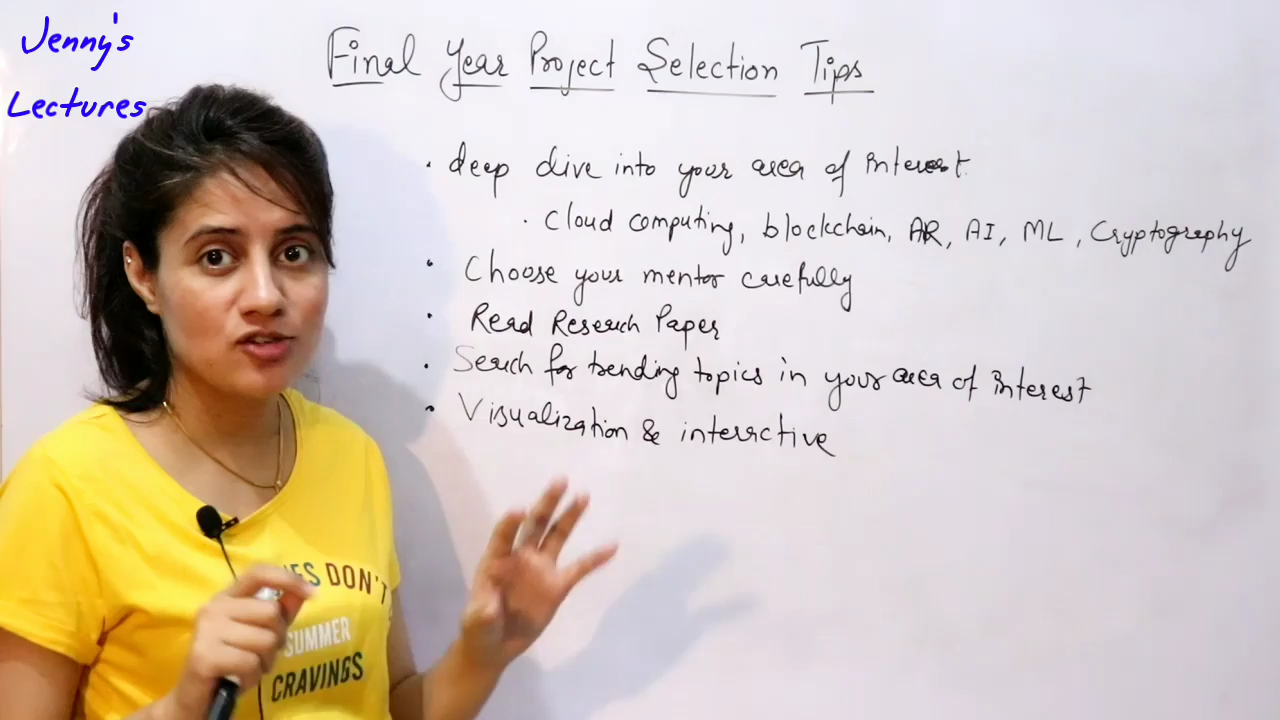 Jenny's
Lectures
Final Year Project Selection Tips
. deep dive into your area of interest.
. Cloud computing, blockchain, AR, AI, ML, Cryptography
. Choose your mentor carefully
. Read Research Paper
. Search for trending topics in your area of interest
. Visualization & interactive
DON'T
SUMMER
CRAVINGS